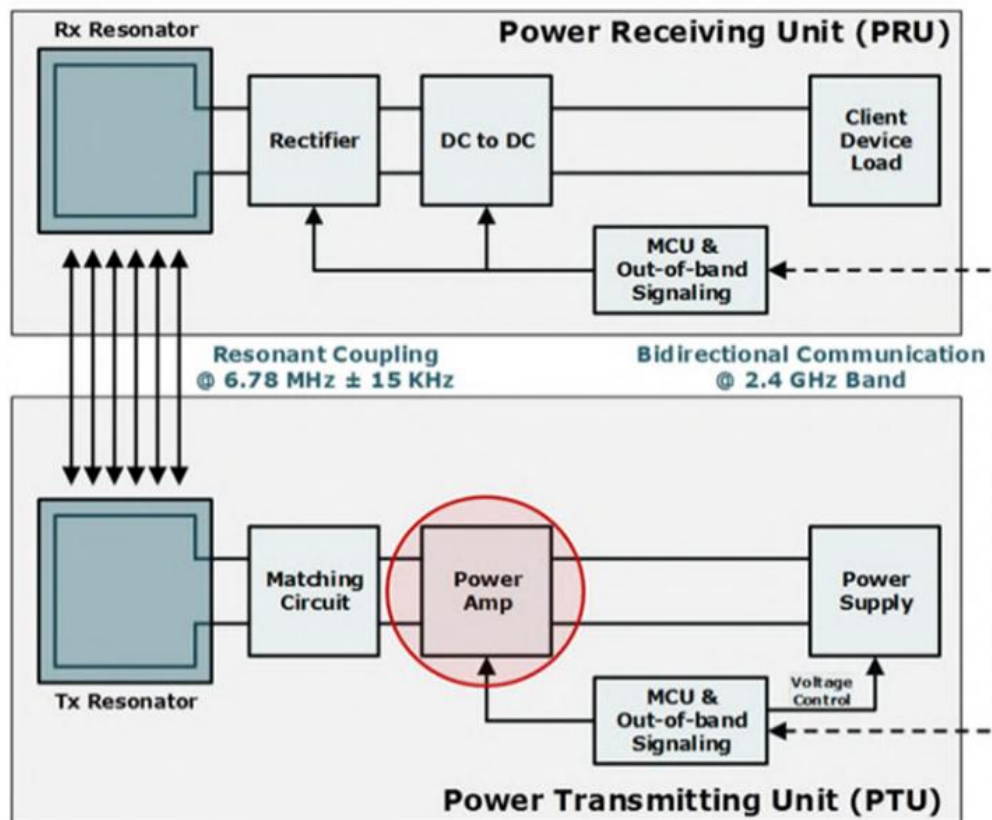 Rx Resonator
Power Receiving Unit (PRU)
Rectifier
DC to DC
Client
Device
Load
MCU &
Out-of-band
Signaling
Resonant Coupling
@ 6.78 MHz ± 15 KHz
Bidirectional Communication
@ 2.4 GHz Band
Matching
Circuit
Power
Amp
Power
Supply
Tx Resonator
MCU &
Out-of-band
Signaling
Voltage
Control
Power Transmitting Unit (PTU)